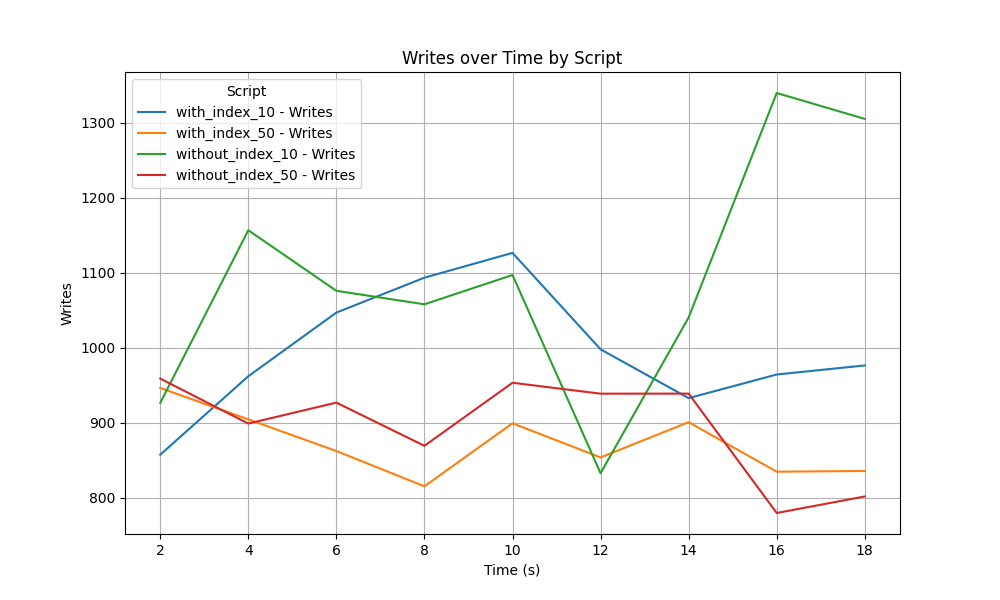 Writes over Time by Script
Script
with_index_10 - Writes
with_index_50 - Writes
without_index_10 - Writes
without_index_50 - Writes
1300
1200
1100
1000
900
800
Writes
2 4 6 8 10 12 14 16 18
Time (s)